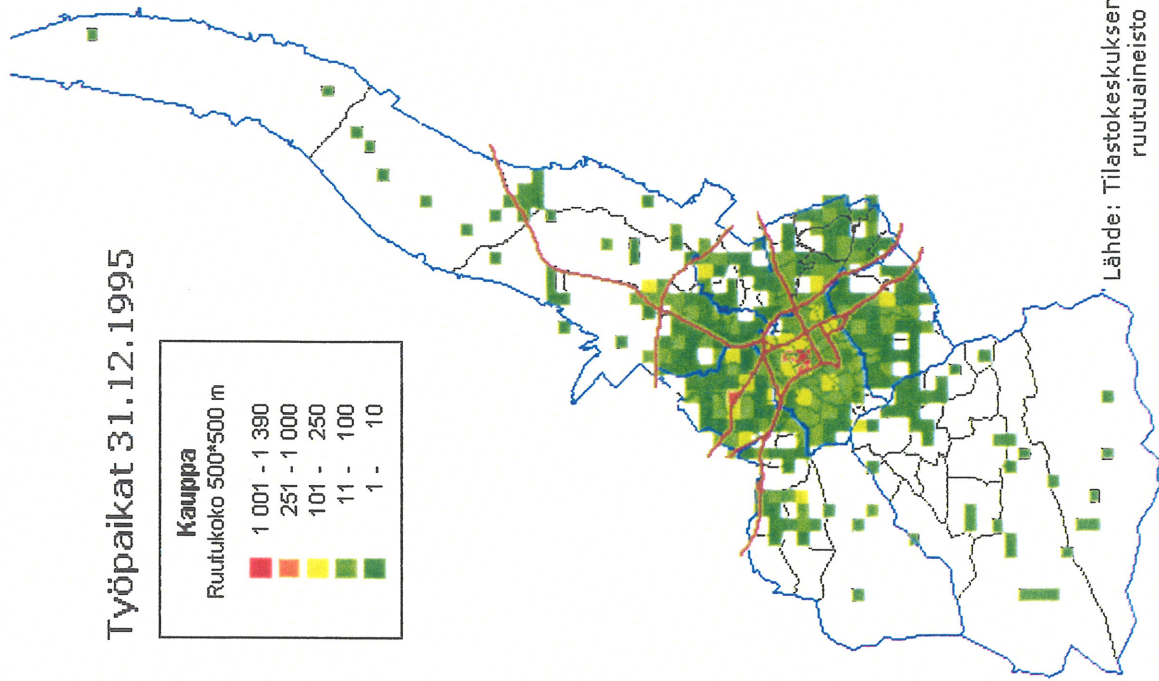 Työpaikat 31.12.1995
Kauppa
Ruutukoko 500*500 m
1 001 - 1 390
251 - 1 000
101 - 250
11 - 100
1 - 10
Lähde: Tilastokeskuksen
ruutuaineisto